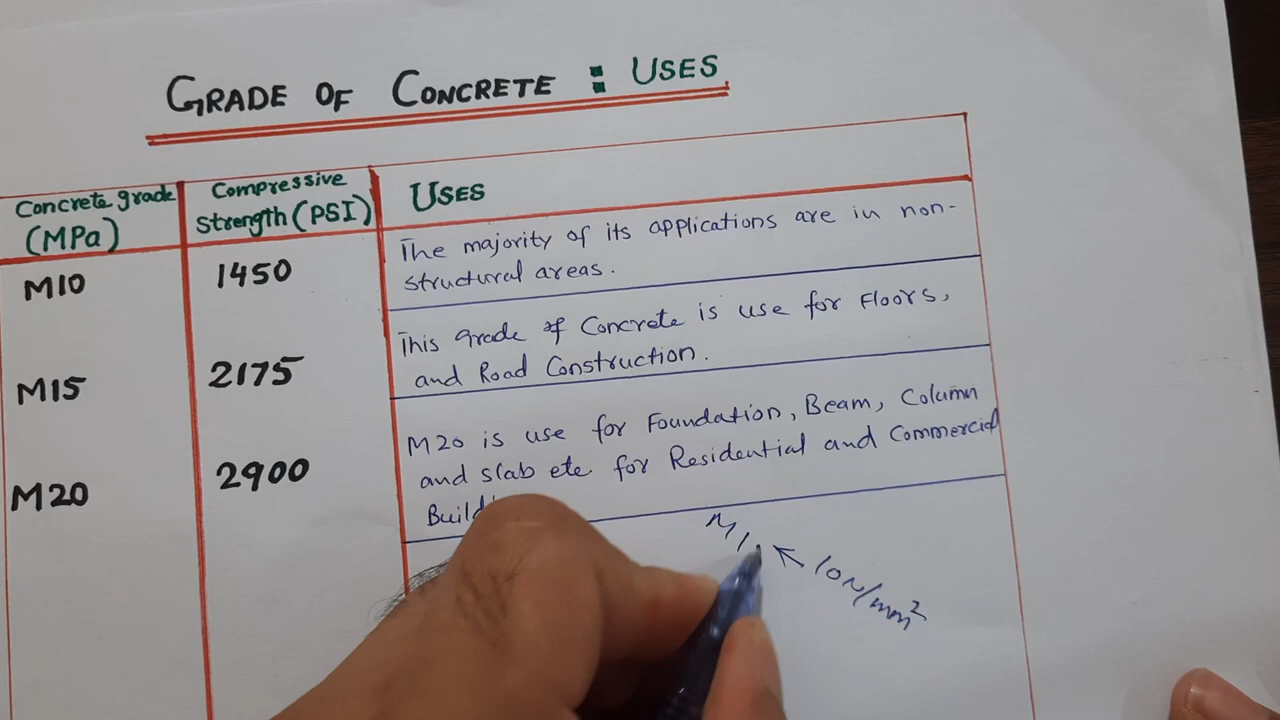 GRADE OF CONCRETE : USES
Concrete grade (MPa)
Compressive Strength (PSI)
USES
M10
1450
The majority of its applications are in non-
structural areas.
M15
2175
This Grade of Concrete is use for Floors,
and Road Construction.
M20
2900
M20 is use for Foundation, Beam, Column
and slab etc for Residential and Commercial
← 10N/mm²